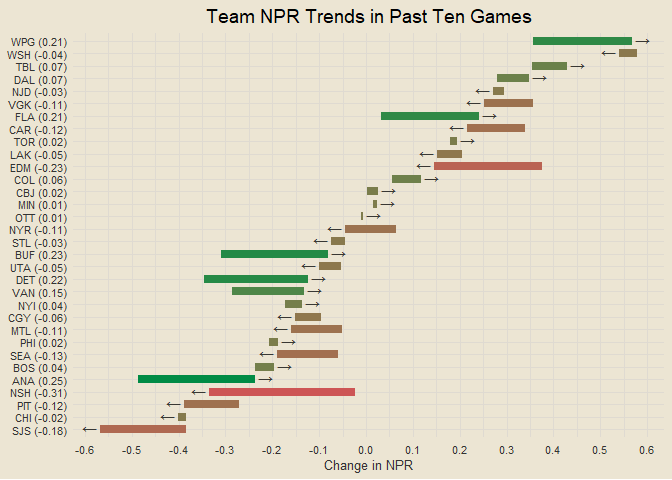 Team NPR Trends in Past Ten Games
WPG (0.21)
WSH (-0.04)
TBL (0.07)
DAL (0.07)
NJD (-0.03)
VGK (-0.11)
FLA (0.21)
CAR (-0.12)
TOR (0.02)
LAK (-0.05)
EDM (-0.23)
COL (0.06)
CBJ (0.02)
MIN (0.01)
OTT (0.01)
NYR (-0.11)
STL (-0.03)
BUF (0.23)
UTA (-0.05)
DET (0.22)
VAN (0.15)
NYI (0.04)
CGY (-0.06)
MTL (-0.11)
PHI (0.02)
SEA (-0.13)
BOS (0.04)
ANA (0.25)
NSH (-0.31)
PIT (-0.12)
CHI (-0.02)
SJS (-0.18)
-0.6 -0.5 -0.4 -0.3 -0.2 -0.1 0.0 0.1 0.2 0.3 0.4 0.5 0.6
Change in NPR